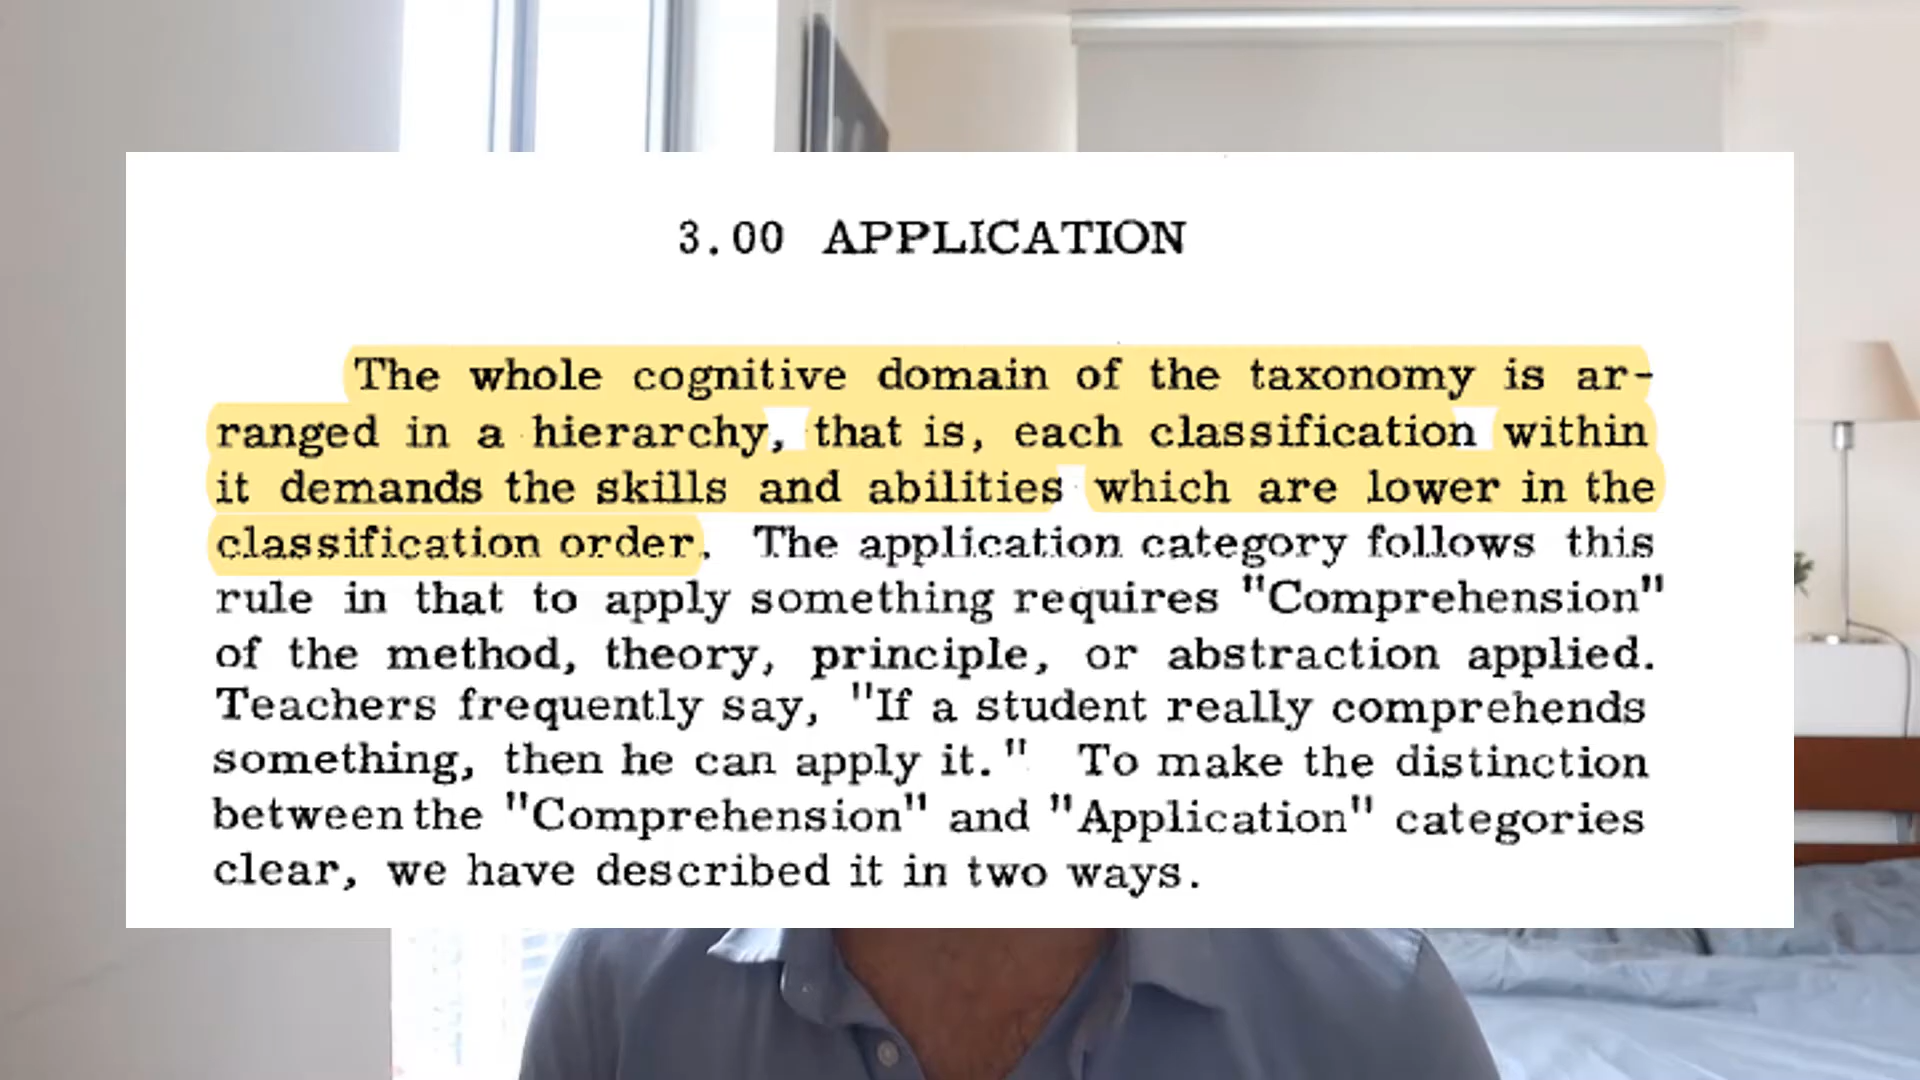 3.00 APPLICATION
The whole cognitive domain of the taxonomy is ar-
ranged in a hierarchy, that is, each classification within
it demands the skills and abilities which are lower in the
classification order. The application category follows this
rule in that to apply something requires "Comprehension"
of the method, theory, principle, or abstraction applied.
Teachers frequently say, "If a student really comprehends
something, then he can apply it." To make the distinction
between the "Comprehension" and "Application" categories
clear, we have described it in two ways.